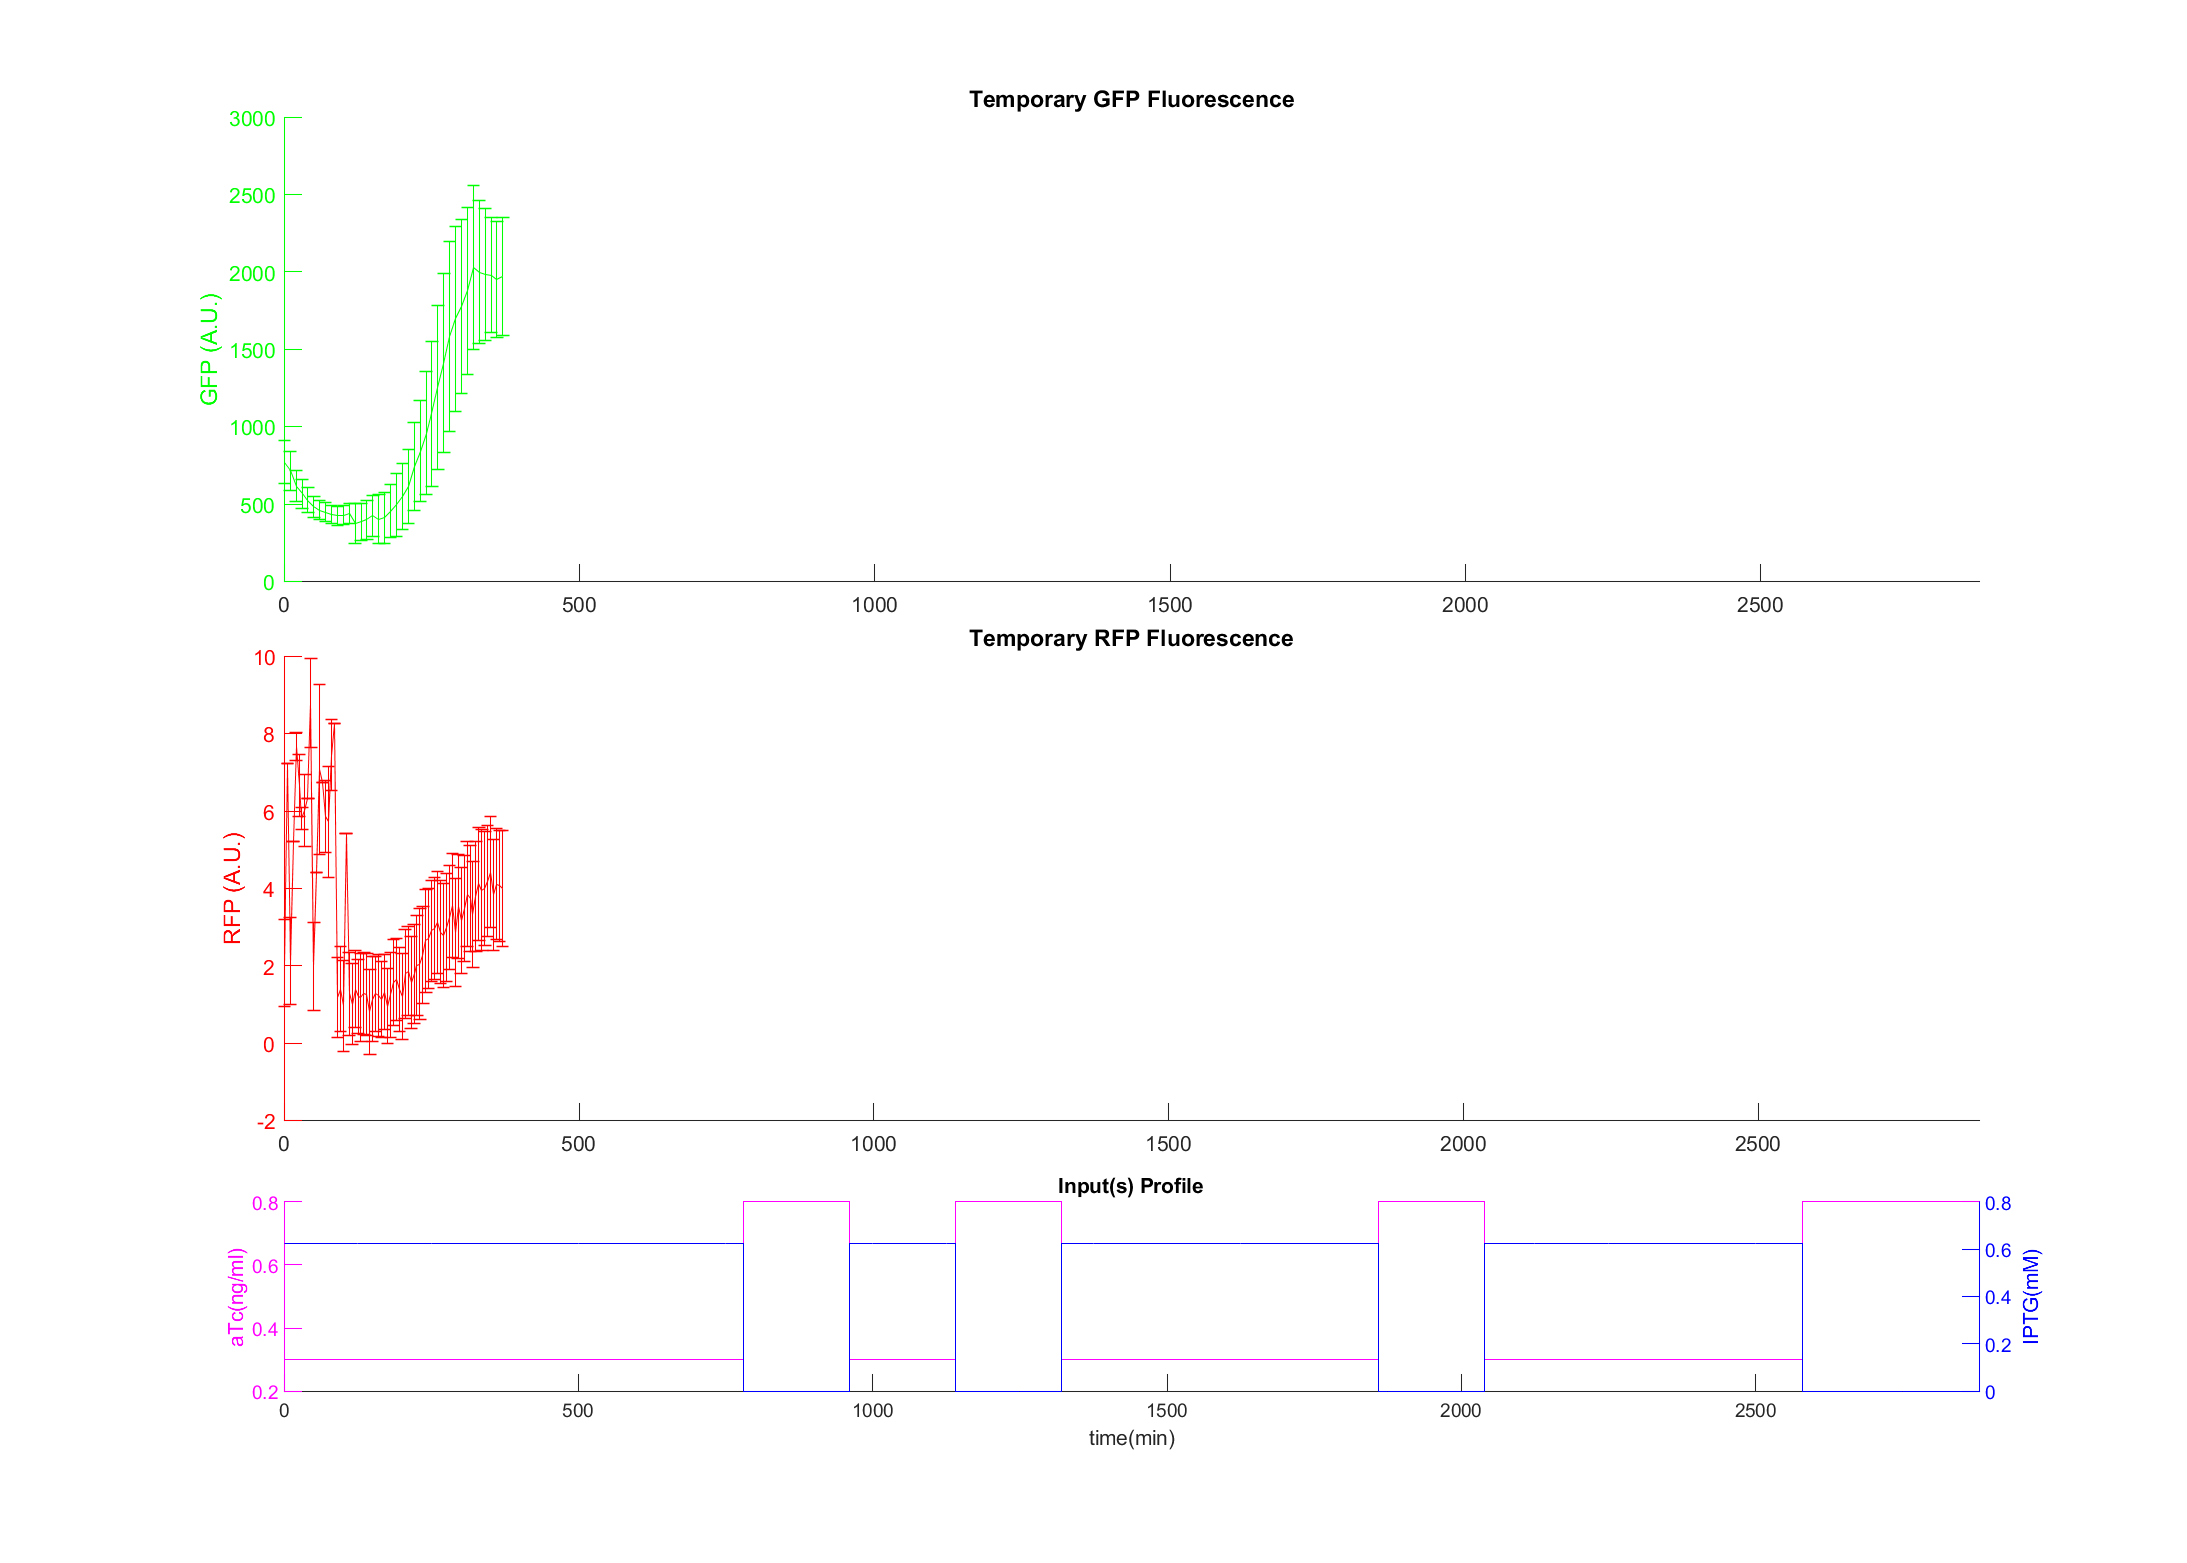 Temporary GFP Fluorescence
3000
2500
2000
1500
1000
500
0
GFP (A.U.)
0 500 1000 1500 2000 2500
Temporary RFP Fluorescence
10
8
6
4
2
0
-2
RFP (A.U.)
0 500 1000 1500 2000 2500
Input(s) Profile
0.8
0.6
0.4
0.2
aTc(ng/ml)
0.8
0.6
0.4
0.2
0
IPTG(mM)
0 500 1000 1500 2000 2500
time(min)